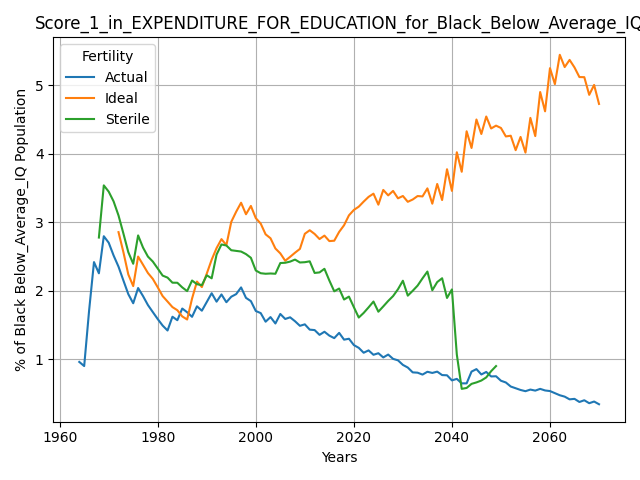 Score_1_in_EXPENDITURE_FOR_EDUCATION_for_Black_Below_Average_IQ
Fertility
Actual
Ideal
Sterile
% of Black Below_Average_IQ Population
5
4
3
2
1
1960
1980
2000
2020
2040
2060
Years